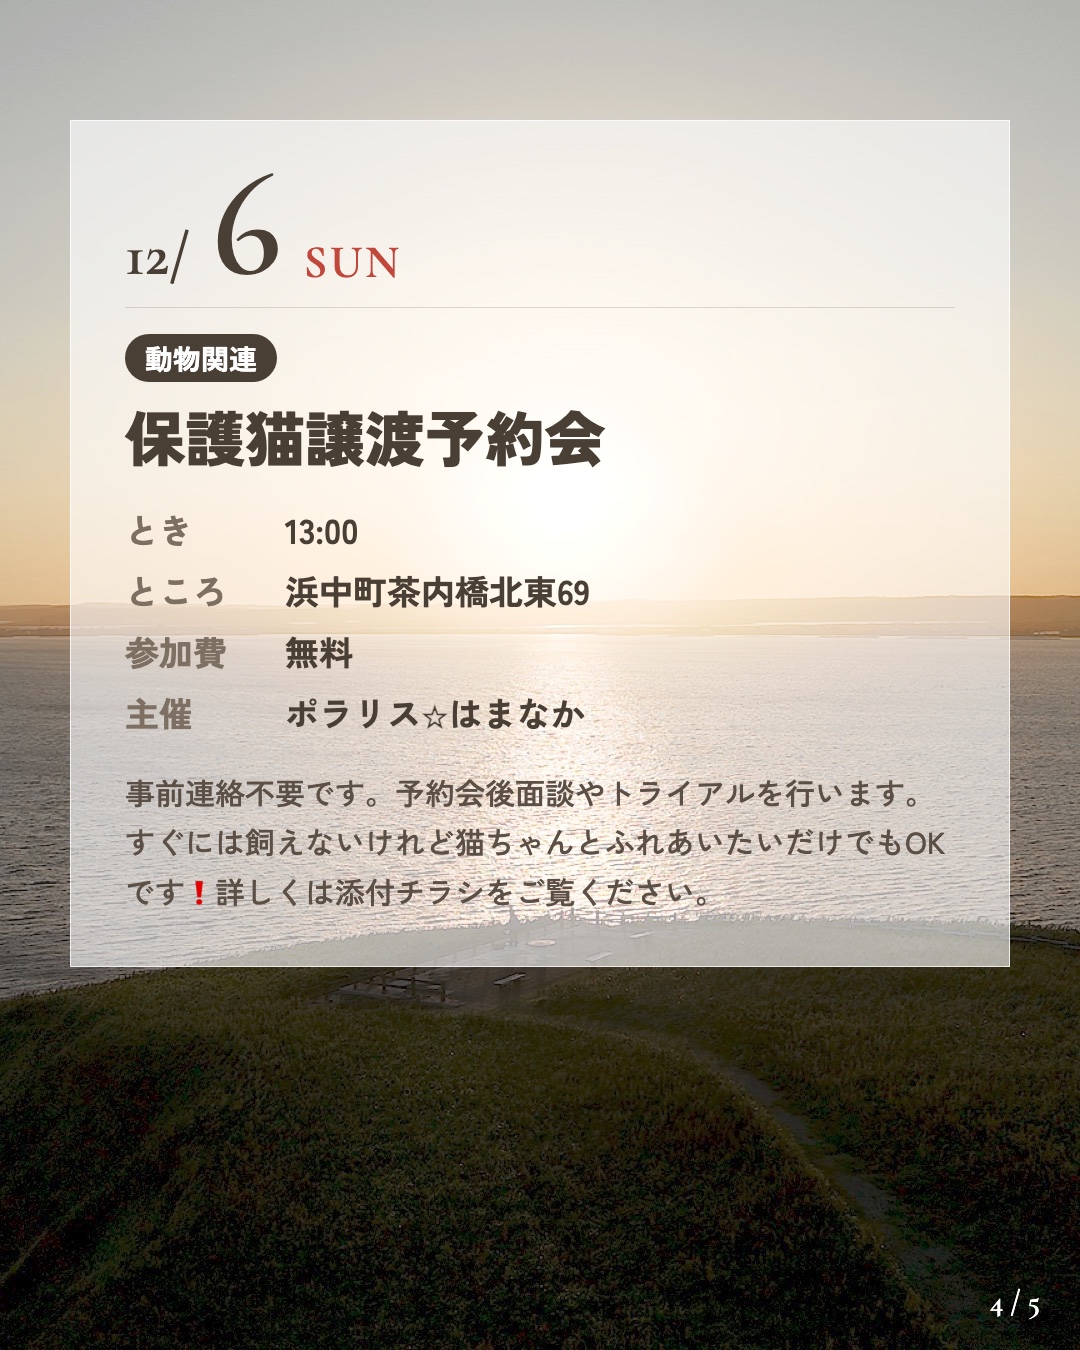 12/ 6 SUN
動物関連
保護猫譲渡予約会
とき 13:00
ところ 浜中町茶内橋北東69
参加費 無料
主催 ポラリス☆はまなか
事前連絡不要です。予約会後面談やトライアルを行います。
すぐには飼えないけれど猫ちゃんとふれあいたいだけでもOK
です❗詳しくは添付チラシをご覧ください。
4 / 5